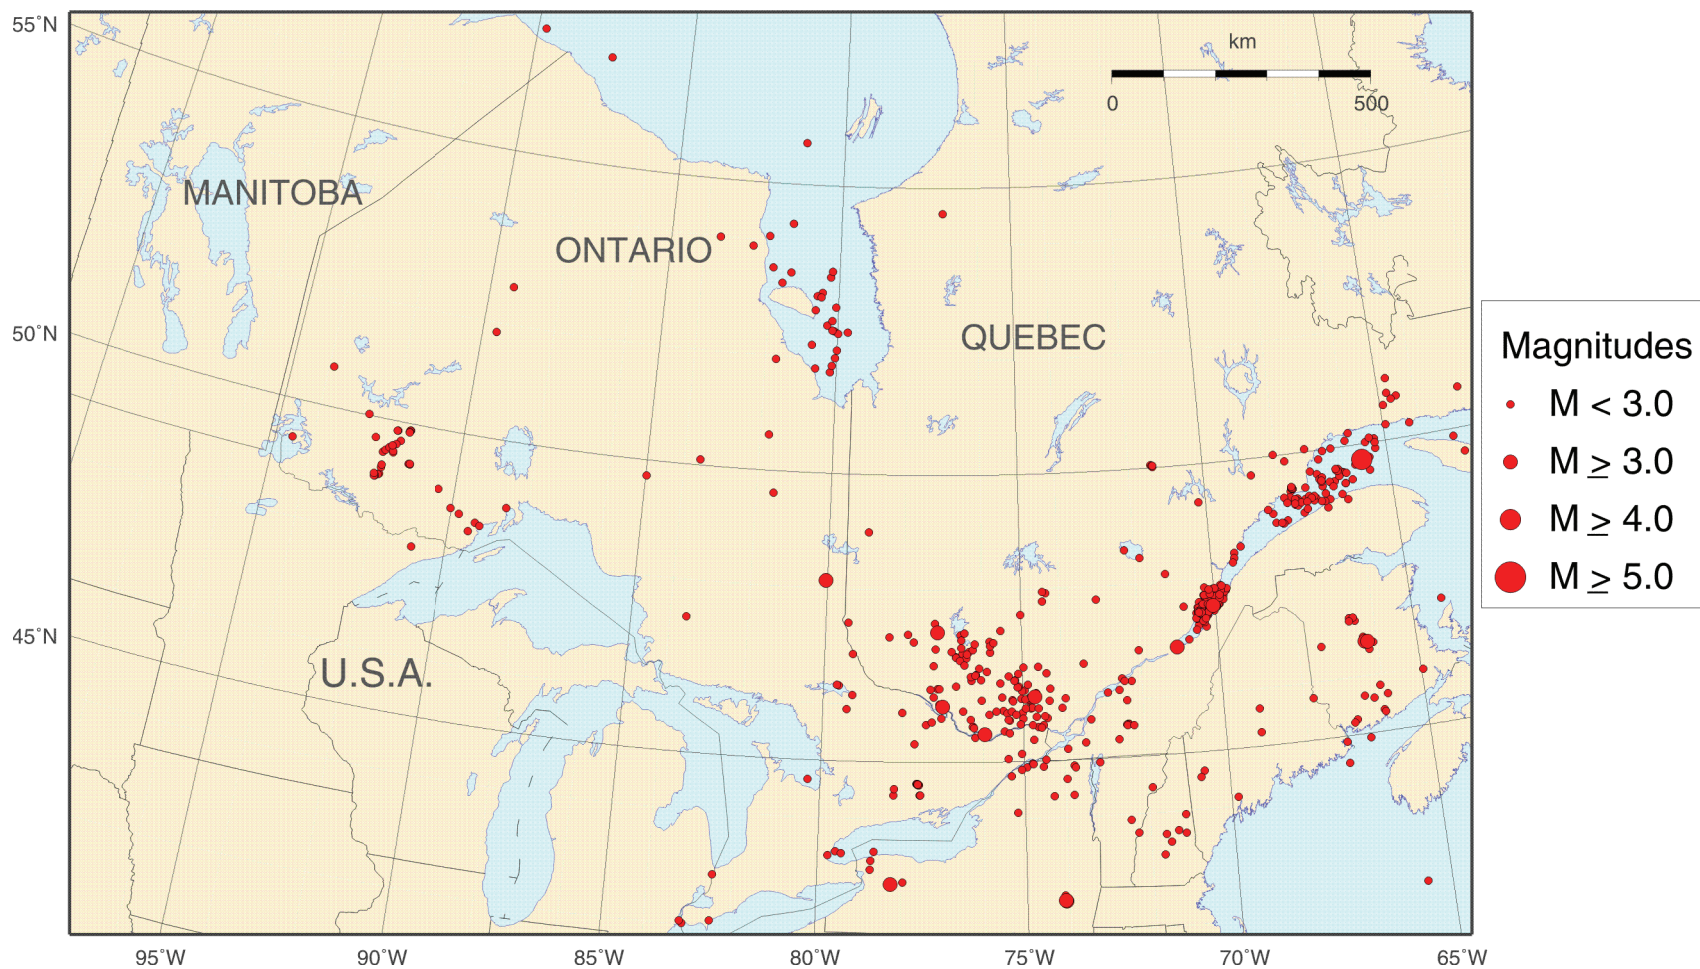 55°N
km
0
500
MANITOBA
ONTARIO
50°N
QUEBEC
Magnitudes
M < 3.0
M ≥ 3.0
M ≥ 4.0
M ≥ 5.0
45°N
U.S.A.
95°W
90°W
85°W
80°W
75°W
70°W
65°W